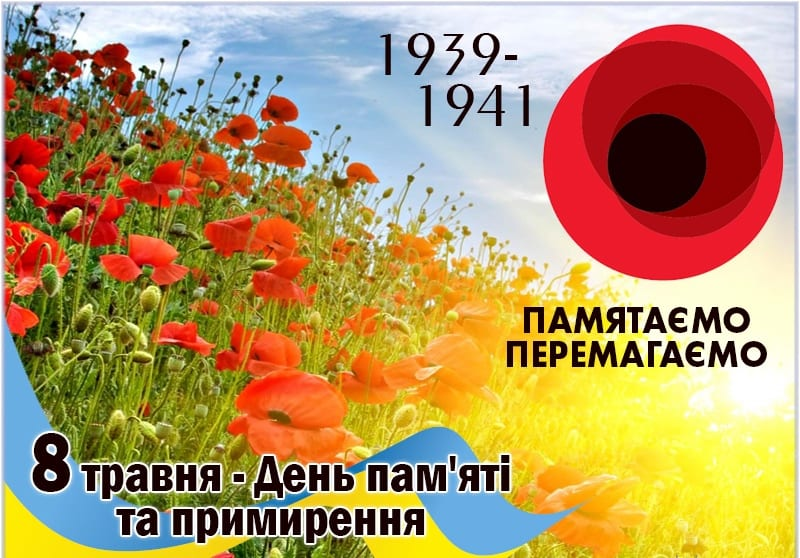 1939-
1941
ПАМЯТАЄМО
ПЕРЕМАГАЄМО
8 травня - День пам'яті
та примирення